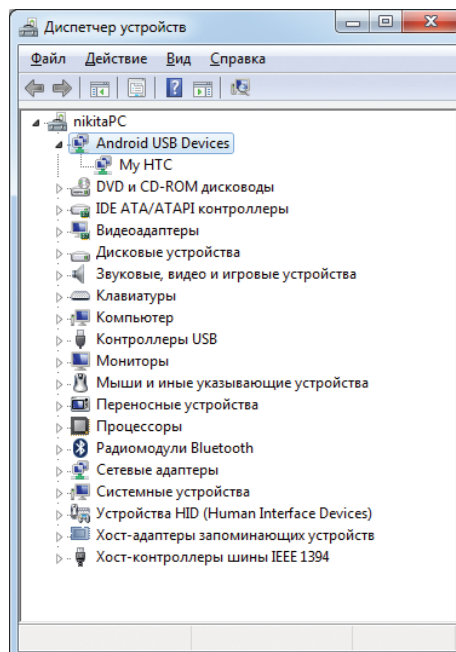 Диспетчер устройств
Файл Действие Вид Справка
nikitaPC
Android USB Devices
My HTC
DVD и CD-ROM дисководы
IDE ATA/ATAPI контроллеры
Видеоадаптеры
Дисковые устройства
Звуковые, видео и игровые устройства
Клавиатуры
Компьютер
Контроллеры USB
Мониторы
Мыши и иные указывающие устройства
Переносные устройства
Процессоры
Радиомодули Bluetooth
Сетевые адаптеры
Системные устройства
Устройства HID (Human Interface Devices)
Хост-адаптеры запоминающих устройств
Хост-контроллеры шины IEEE 1394